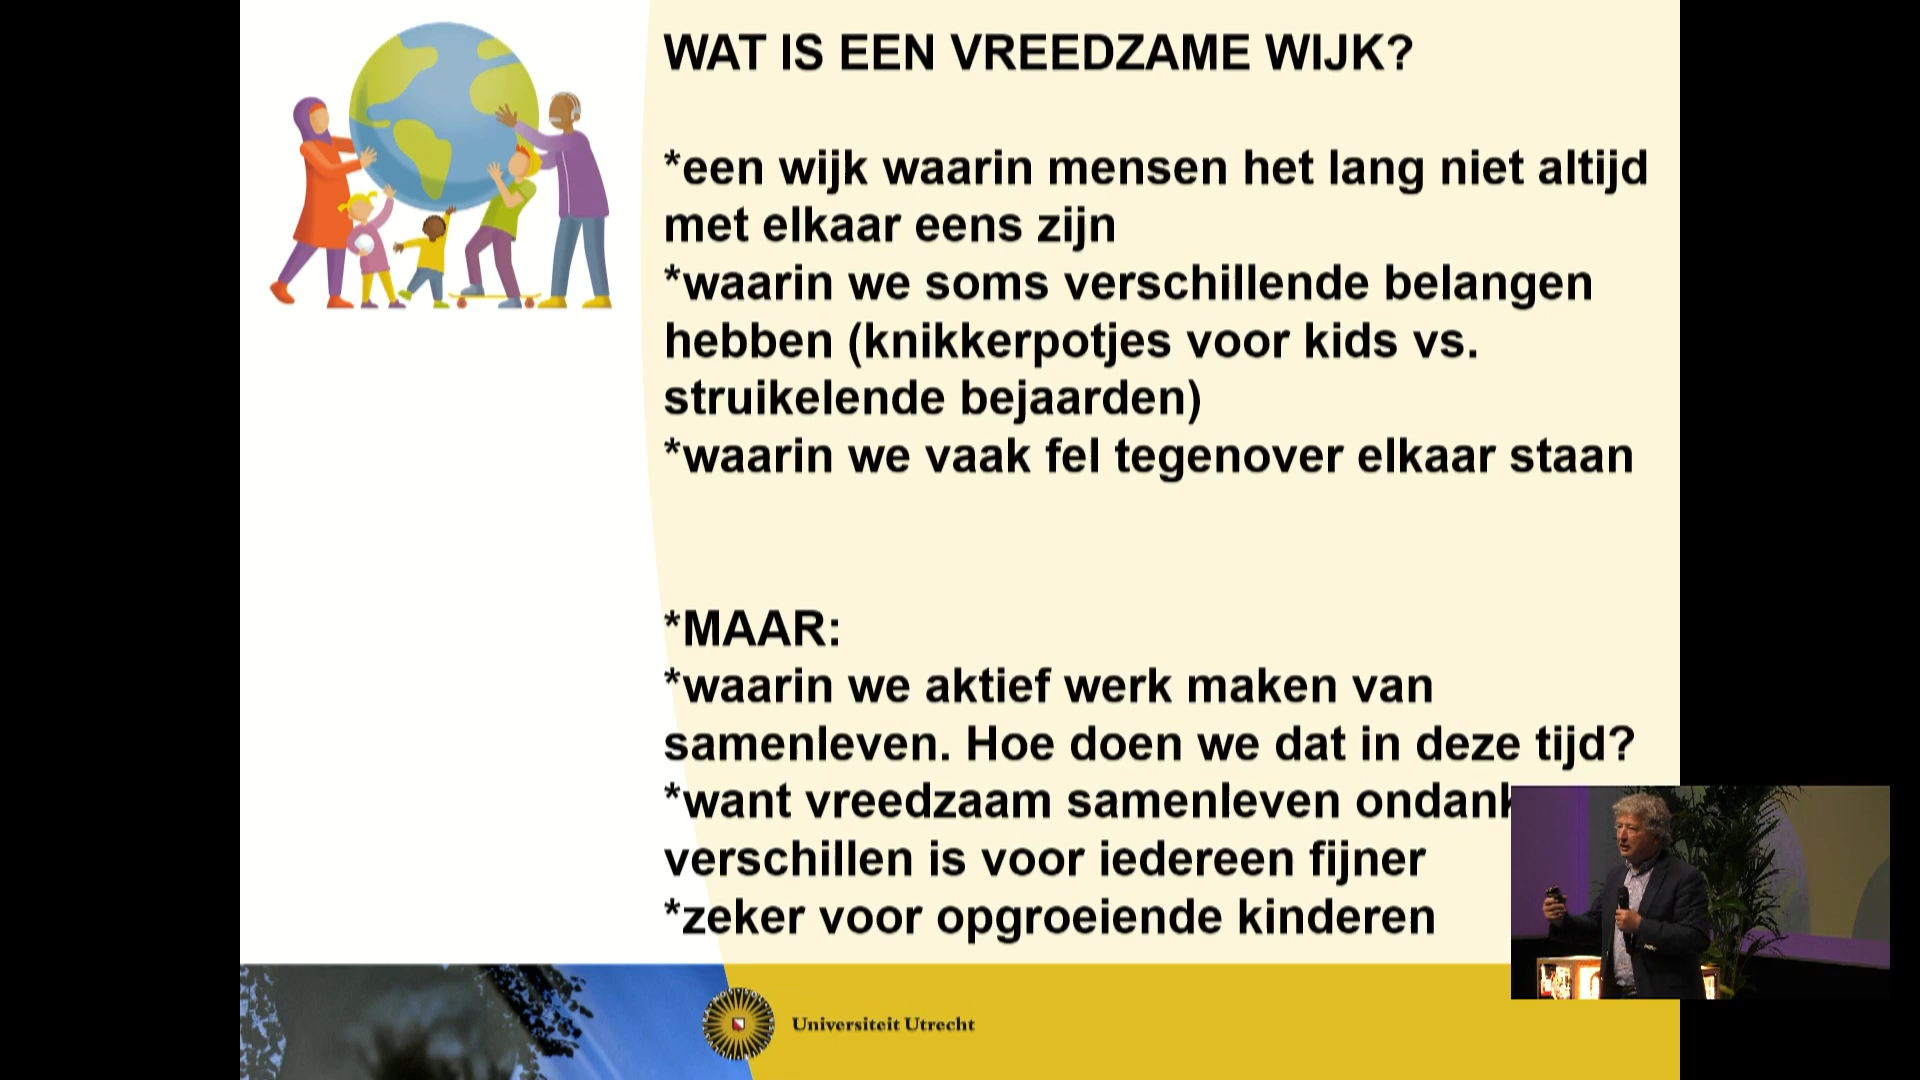 WAT IS EEN VREEDZAME WIJK?
*een wijk waarin mensen het lang niet altijd
met elkaar eens zijn
*waarin we soms verschillende belangen
hebben (knikkerpotjes voor kids vs.
struikelende bejaarden)
*waarin we vaak fel tegenover elkaar staan
*MAAR:
*waarin we aktief werk maken van
samenleven. Hoe doen we dat in deze tijd?
*want vreedzaam samenleven ondank
verschillen is voor iedereen fijner
*zeker voor opgroeiende kinderen
Universiteit Utrecht